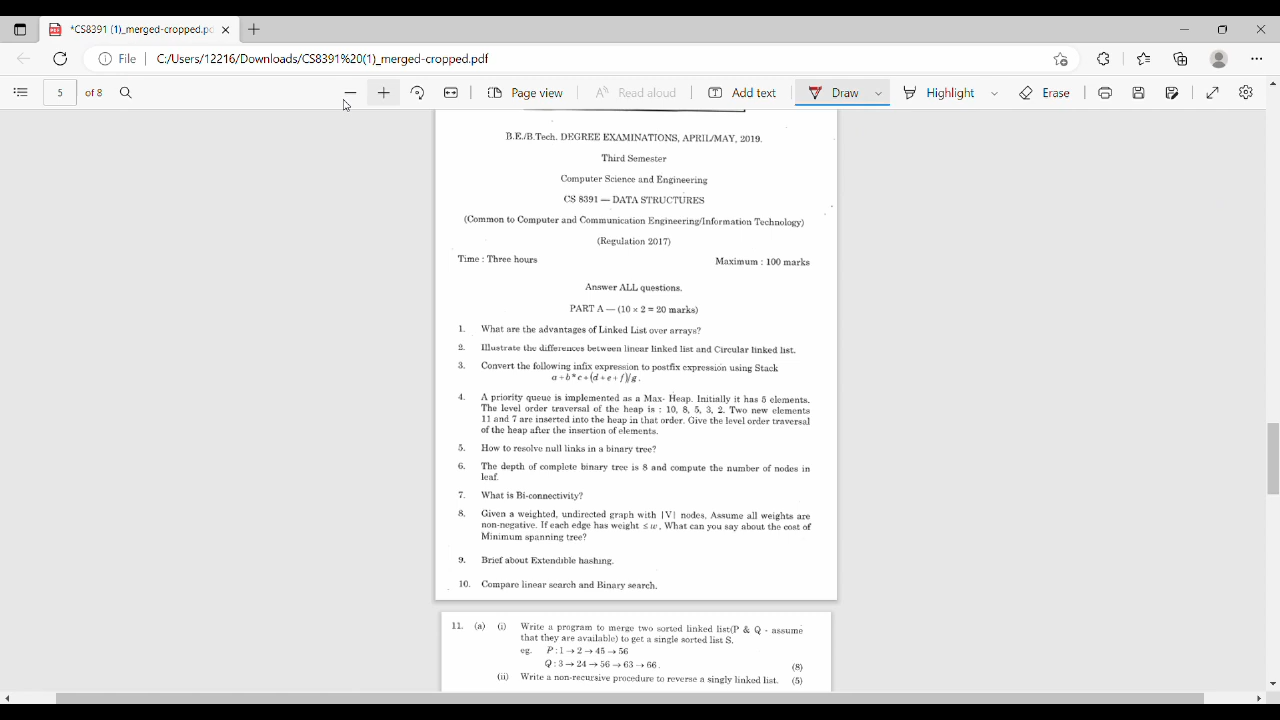 *CS8391 (1)_merged-cropped.pd
File C:/Users/12216/Downloads/CS8391%20(1)_merged-cropped.pdf
5 of 8 Page view Read aloud Add text Draw Highlight Erase
B.E./B.Tech. DEGREE EXAMINATIONS, APRIL/MAY, 2019.
Third Semester
Computer Science and Engineering
CS 8391 — DATA STRUCTURES
(Common to Computer and Communication Engineering/Information Technology)
(Regulation 2017)
Time : Three hours Maximum : 100 marks
Answer ALL questions.
PART A — (10 × 2 = 20 marks)
1. What are the advantages of Linked List over arrays?
2. Illustrate the differences between linear linked list and Circular linked list.
3. Convert the following infix expression to postfix expression using Stack
a+b*c+(d+e+f)/g.
4. A priority queue is implemented as a Max- Heap. Initially it has 5 elements.
The level order traversal of the heap is : 10, 8, 5, 3, 2. Two new elements
11 and 7 are inserted into the heap in that order. Give the level order traversal
of the heap after the insertion of elements.
5. How to resolve null links in a binary tree?
6. The depth of complete binary tree is 8 and compute the number of nodes in
leaf.
7. What is Bi-connectivity?
8. Given a weighted, undirected graph with |V| nodes, Assume all weights are
non-negative. If each edge has weight ≤ w, What can you say about the cost of
Minimum spanning tree?
9. Brief about Extendible hashing.
10. Compare linear search and Binary search.
11. (a) (i) Write a program to merge two sorted linked list(P & Q - assume
that they are available) to get a single sorted list S.
eg. P : 1 → 2 → 45 → 56
Q : 3 → 24 → 56 → 63 → 66. (8)
(ii) Write a non-recursive procedure to reverse a singly linked list. (5)